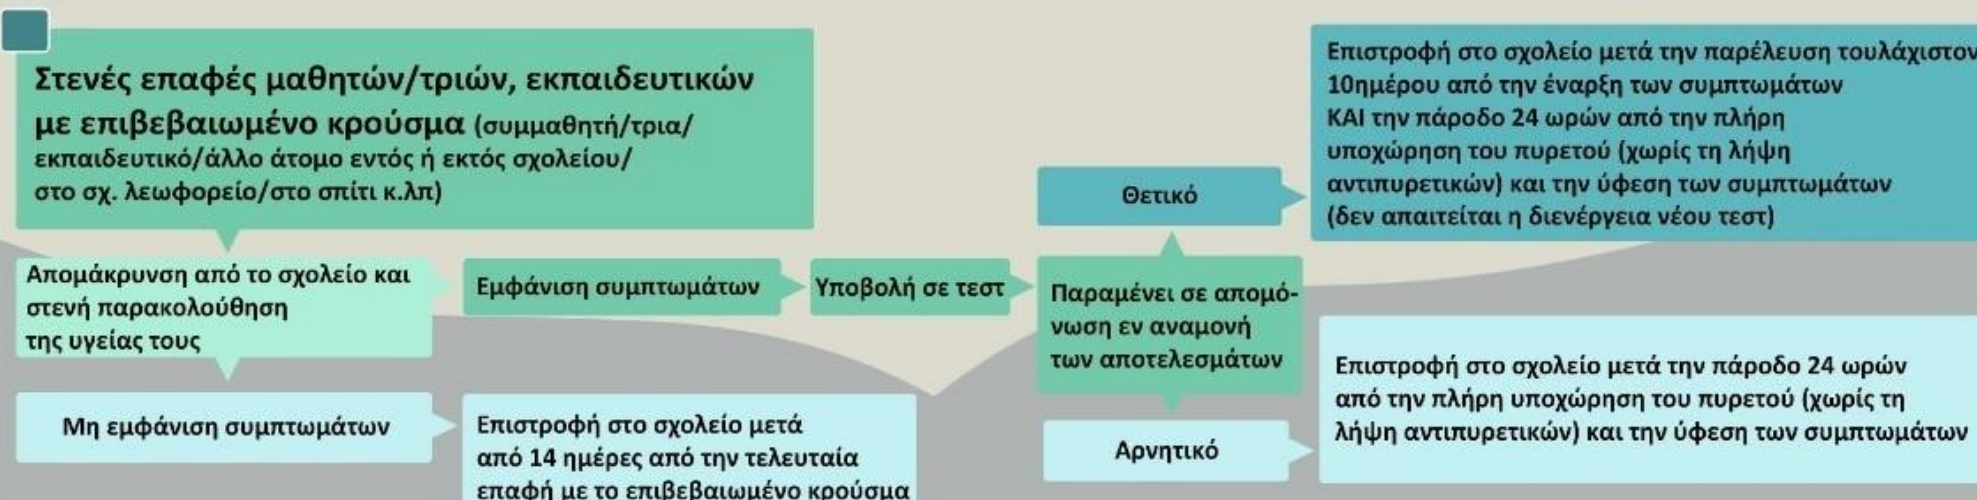 Στενές επαφές μαθητών/τριών, εκπαιδευτικών
με επιβεβαιωμένο κρούσμα (συμμαθητή/τρια/
εκπαιδευτικό/άλλο άτομο εντός ή εκτός σχολείου/
στο σχ. λεωφορείο/στο σπίτι κ.λπ)
Απομάκρυνση από το σχολείο και
στενή παρακολούθηση
της υγείας τους
Εμφάνιση συμπτωμάτων
Υποβολή σε τεστ
Παραμένει σε απομό-
νωση εν αναμονή
των αποτελεσμάτων
Θετικό
Επιστροφή στο σχολείο μετά την παρέλευση τουλάχιστον
10ημέρου από την έναρξη των συμπτωμάτων
ΚΑΙ την πάροδο 24 ωρών από την πλήρη
υποχώρηση του πυρετού (χωρίς τη λήψη
αντιπυρετικών) και την ύφεση των συμπτωμάτων
(δεν απαιτείται η διενέργεια νέου τεστ)
Αρνητικό
Επιστροφή στο σχολείο μετά την πάροδο 24 ωρών
από την πλήρη υποχώρηση του πυρετού (χωρίς τη
λήψη αντιπυρετικών) και την ύφεση των συμπτωμάτων
Μη εμφάνιση συμπτωμάτων
Επιστροφή στο σχολείο μετά
από 14 ημέρες από την τελευταία
επαφή με το επιβεβαιωμένο κρούσμα